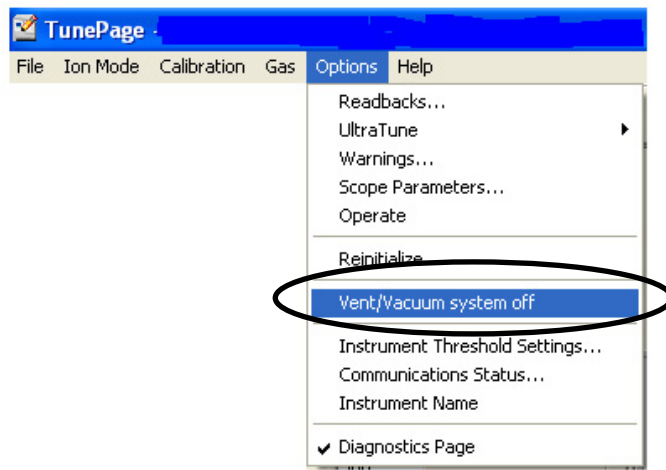 TunePage -
File Ion Mode Calibration Gas Options Help
Readbacks...
UltraTune
Warnings...
Scope Parameters...
Operate
Reinitialize
Vent/Vacuum system off
Instrument Threshold Settings...
Communications Status...
Instrument Name
Diagnostics Page